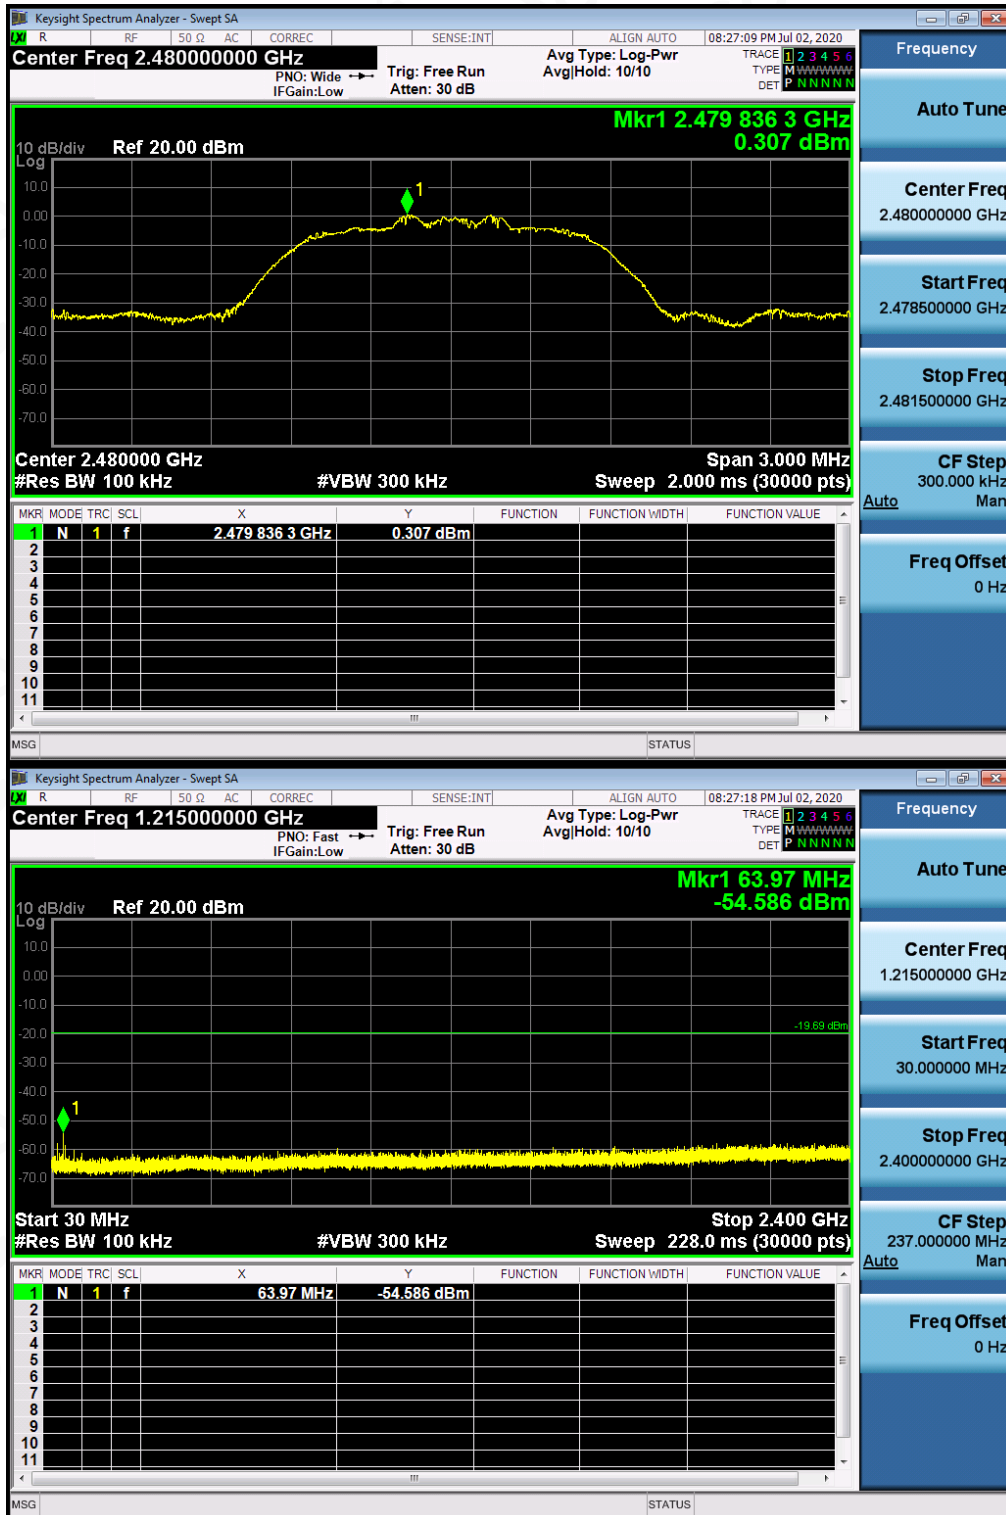 Keysight Spectrum Analyzer - Swept SA
LXI R RF 50 Ω AC CORREC SENSE:INT ALIGN AUTO 08:27:09 PM Jul 02, 2020
Center Freq 2.480000000 GHz
PNO: Wide
IFGain:Low
Trig: Free Run
Atten: 30 dB
Avg Type: Log-Pwr
Avg|Hold: 10/10
TRACE 1 2 3 4 5 6
TYPE M WWWWW
DET P N N N N N
Mkr1 2.479 836 3 GHz
0.307 dBm
10 dB/div Ref 20.00 dBm
Log
10.0
0.00
-10.0
-20.0
-30.0
-40.0
-50.0
-60.0
-70.0
1
Center 2.480000 GHz Span 3.000 MHz
#Res BW 100 kHz #VBW 300 kHz Sweep 2.000 ms (30000 pts)
MKR MODE TRC SCL X Y FUNCTION FUNCTION WIDTH FUNCTION VALUE
1 N 1 f 2.479 836 3 GHz 0.307 dBm
2
3
4
5
6
7
8
9
10
11
MSG STATUS
Frequency
Auto Tune
Center Freq
2.480000000 GHz
Start Freq
2.478500000 GHz
Stop Freq
2.481500000 GHz
CF Step
300.000 kHz
Auto Man
Freq Offset
0 Hz
Keysight Spectrum Analyzer - Swept SA
LXI R RF 50 Ω AC CORREC SENSE:INT ALIGN AUTO 08:27:18 PM Jul 02, 2020
Center Freq 1.215000000 GHz
PNO: Fast
IFGain:Low
Trig: Free Run
Atten: 30 dB
Avg Type: Log-Pwr
Avg|Hold: 10/10
TRACE 1 2 3 4 5 6
TYPE M WWWWW
DET P N N N N N
Mkr1 63.97 MHz
-54.586 dBm
10 dB/div Ref 20.00 dBm
Log
10.0
0.00
-10.0
-20.0
-30.0
-40.0
-50.0
-60.0
-70.0
-19.69 dBm
1
Start 30 MHz Stop 2.400 GHz
#Res BW 100 kHz #VBW 300 kHz Sweep 228.0 ms (30000 pts)
MKR MODE TRC SCL X Y FUNCTION FUNCTION WIDTH FUNCTION VALUE
1 N 1 f 63.97 MHz -54.586 dBm
2
3
4
5
6
7
8
9
10
11
MSG STATUS
Frequency
Auto Tune
Center Freq
1.215000000 GHz
Start Freq
30.000000 MHz
Stop Freq
2.400000000 GHz
CF Step
237.000000 MHz
Auto Man
Freq Offset
0 Hz